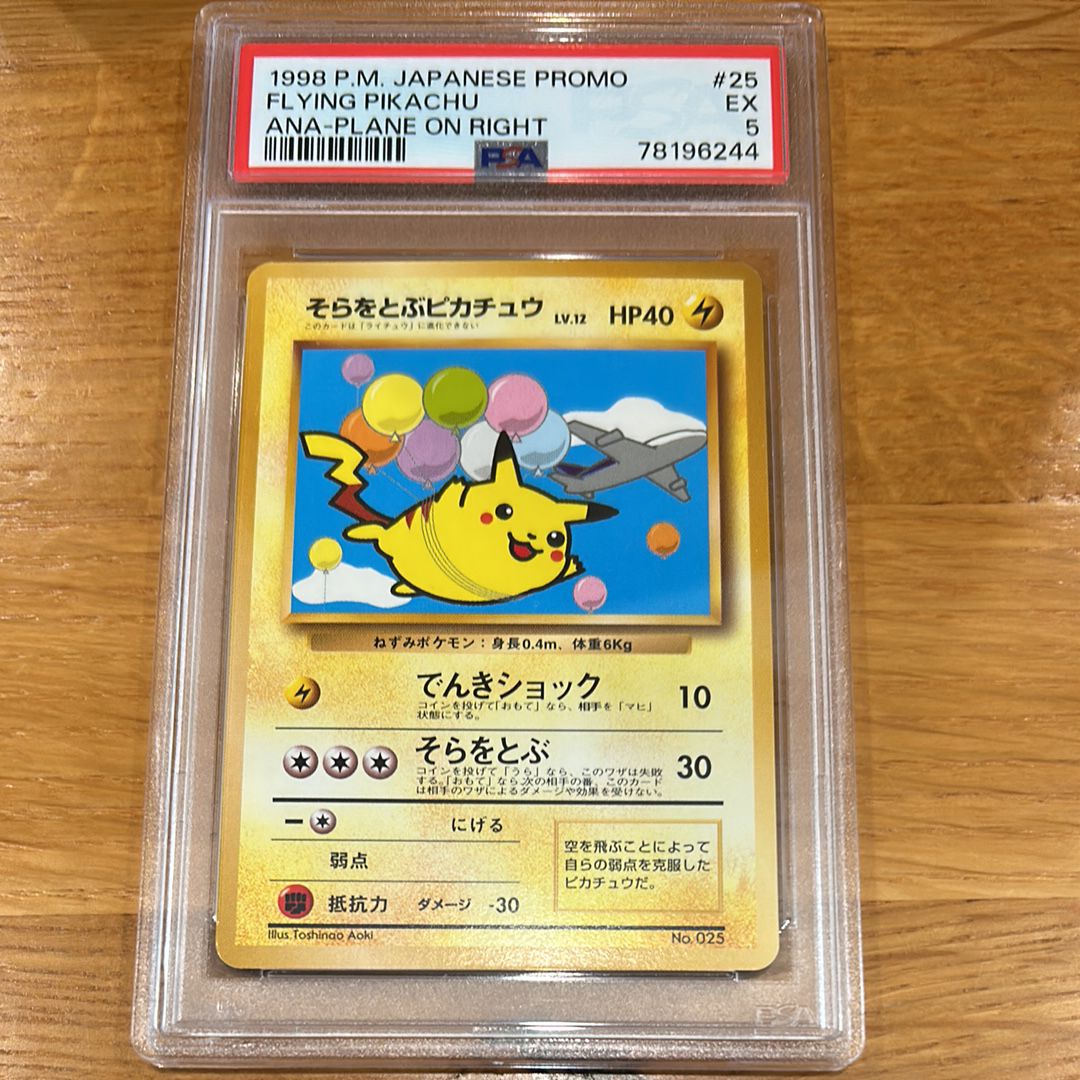 1998 P.M. JAPANESE PROMO #25
FLYING PIKACHU EX
ANA-PLANE ON RIGHT 5
PSA 78196244
そらをとぶピカチュウ LV.12 HP40
このカードは「ライチュウ」に進化できない
ねずみポケモン：身長0.4m、体重6Kg
でんきショック 10
コインを投げて「おもて」なら、相手を「マヒ」
状態にする。
そらをとぶ 30
コインを投げて「うら」なら、このワザは失敗
する。「おもて」なら次の相手の番、このカード
は相手のワザによるダメージや効果を受けない。
にげる
弱点
抵抗力 ダメージ -30
空を飛ぶことによって
自らの弱点を克服した
ピカチュウだ。
Illus.Toshinao Aoki No. 025
PSA